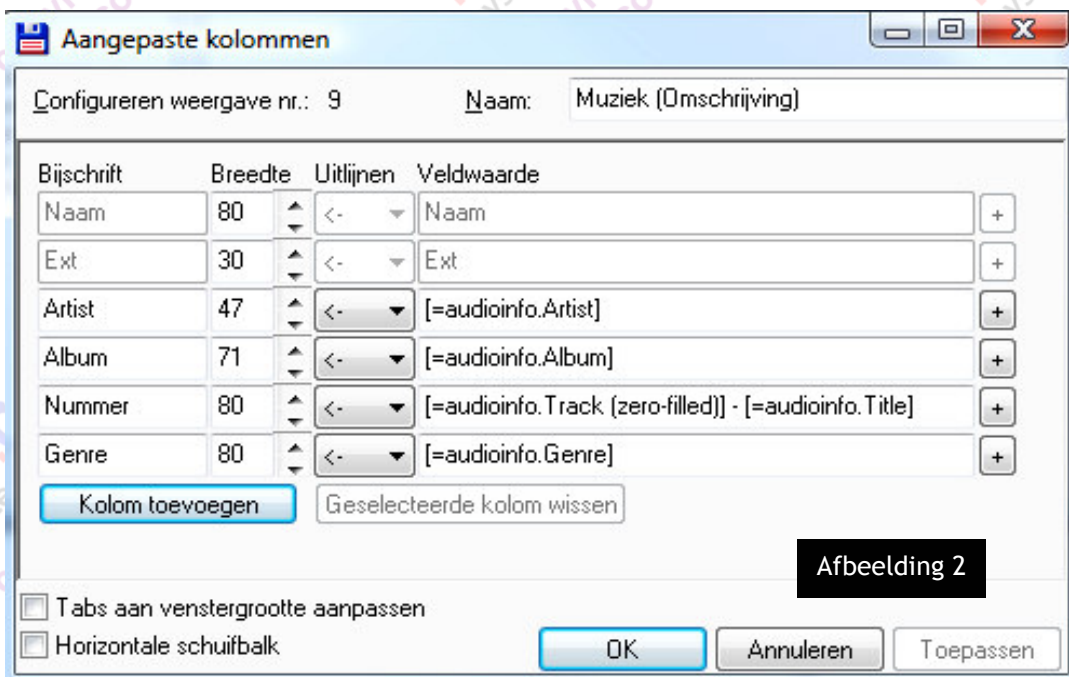 Aangepaste kolommen
Configureren weergave nr.: 9 Naam: Muziek (Omschrijving)
Bijschrift Breedte Uitlijnen Veldwaarde
Naam 80 <- Naam +
Ext 30 <- Ext +
Artist 47 <- [=audioinfo.Artist] +
Album 71 <- [=audioinfo.Album] +
Nummer 80 <- [=audioinfo.Track (zero-filled)] - [=audioinfo.Title] +
Genre 80 <- [=audioinfo.Genre] +
Kolom toevoegen Geselecteerde kolom wissen
Afbeelding 2
Tabs aan venstergrootte aanpassen
Horizontale schuifbalk OK Annuleren Toepassen